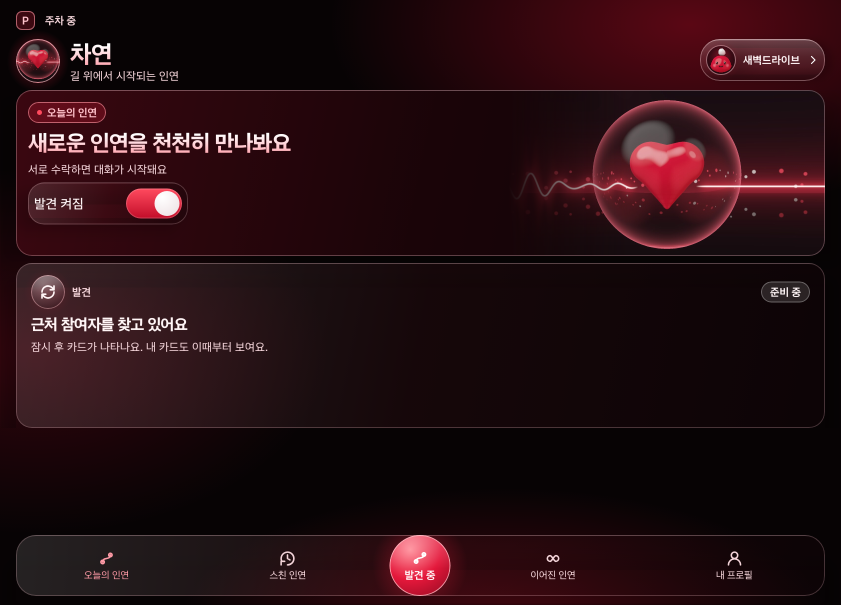 P 주차 중
차연
길 위에서 시작되는 인연
새벽드라이브
오늘의 인연
새로운 인연을 천천히 만나봐요
서로 수락하면 대화가 시작돼요
발견 켜짐
발견
준비 중
근처 참여자를 찾고 있어요
잠시 후 카드가 나타나요. 내 카드도 이때부터 보여요.
오늘의 인연
스친 인연
발견 중
이어진 인연
내 프로필